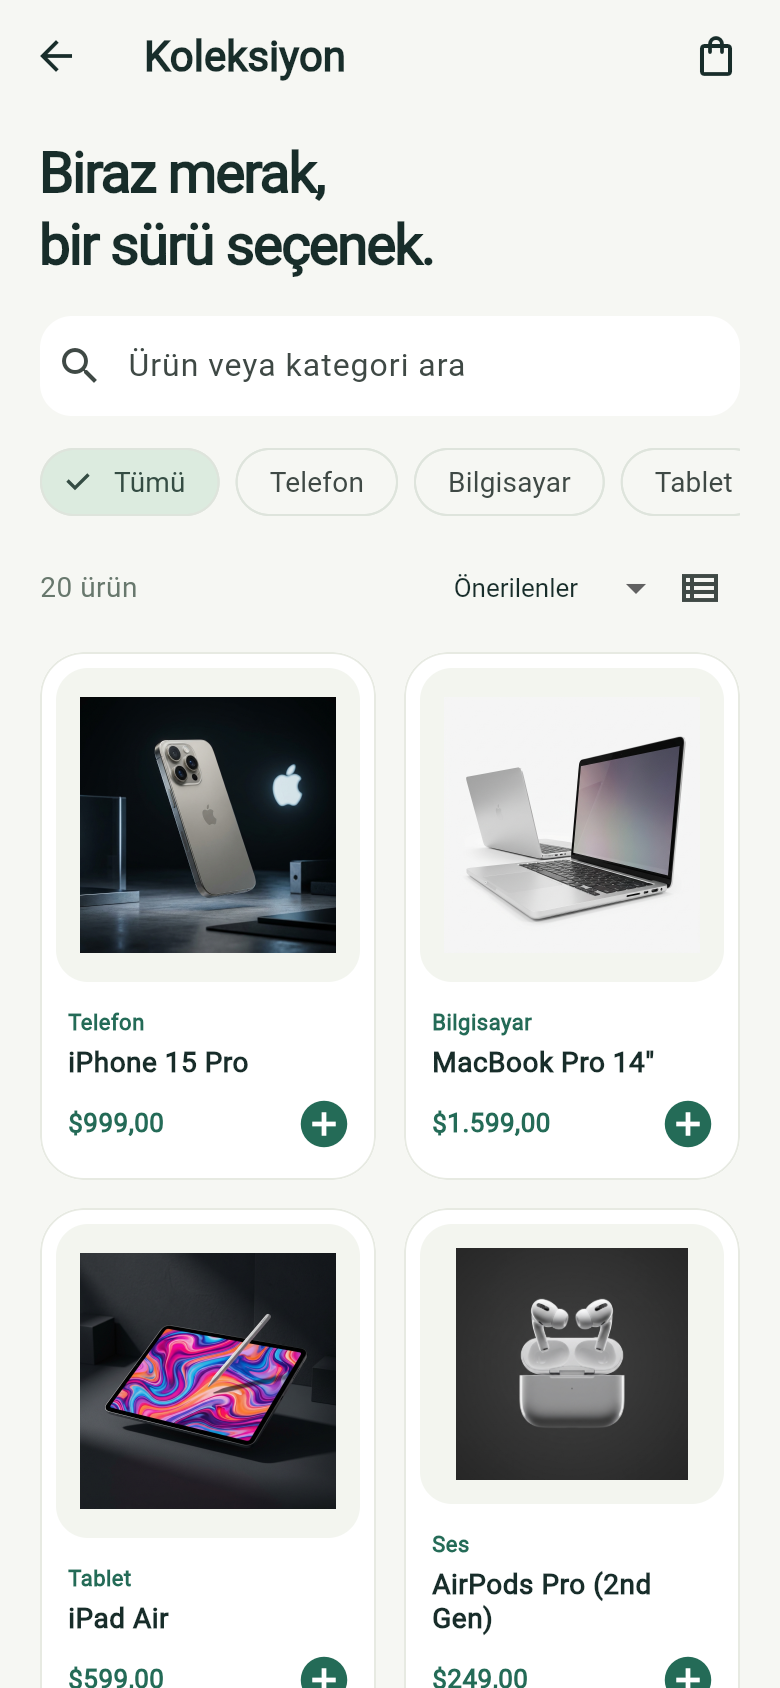 Koleksiyon
Biraz merak,
bir sürü seçenek.
Ürün veya kategori ara
Tümü
Telefon
Bilgisayar
Tablet
20 ürün
Önerilenler
Telefon
iPhone 15 Pro
$999,00
Bilgisayar
MacBook Pro 14"
$1.599,00
Tablet
iPad Air
$599,00
Ses
AirPods Pro (2nd
Gen)
$249,00